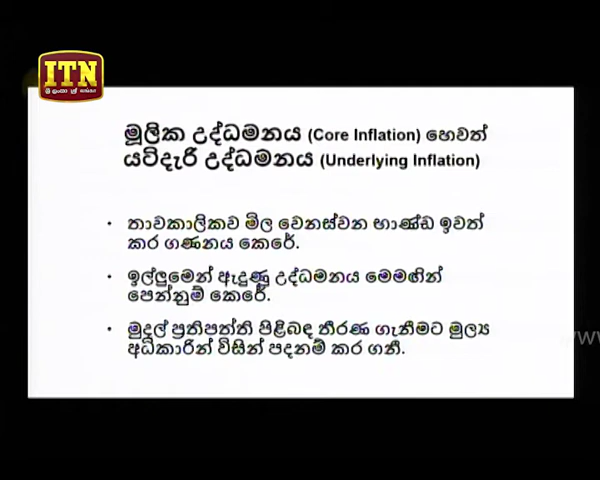 ITN
මූලික උද්ධමනය (Core Inflation) හෙවත්
යටිදැරි උද්ධමනය (Underlying Inflation)
• තාවකාලිකව මිල වෙනස්වන භාණ්ඩ ඉවත්
කර ගණනය කෙරේ.
• ඉල්ලුමෙන් ඇදුණු උද්ධමනය මෙමඟින්
පෙන්නුම් කෙරේ.
• මුදල් ප්‍රතිපත්ති පිළිබඳ තීරණ ගැනීමට මුල්‍ය
අධිකාරීන් විසින් පදනම් කර ගනී.